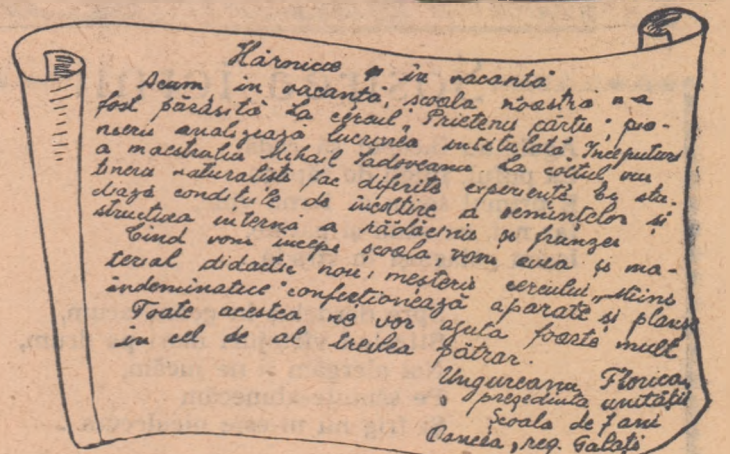 Harnicie în vacanță
Acum, în vacanță, școala noastră n-a
fost părăsită La cercul „Prietenii cărții", pio-
nierii analizează lucrarea intitulată „Începuturi"
a maestrului Mihail Sadoveanu La colțul viu
tinerii naturaliști fac diferite experiențe Ei stu-
diază condițiile de încolțire a semințelor și
structura internă a rădăcinii și frunzei
Cînd vom începe școala, vom avea și ma-
terial didactic nou; meșterii cercului „Mîini
îndemînatice" confecționează aparate și planșe
Toate acestea ne vor ajuta foarte mult
în cel de al treilea pătrar.
Ungureanu Florica,
prezedinta unității
Școala de 7 ani
Oancea, reg. Galați